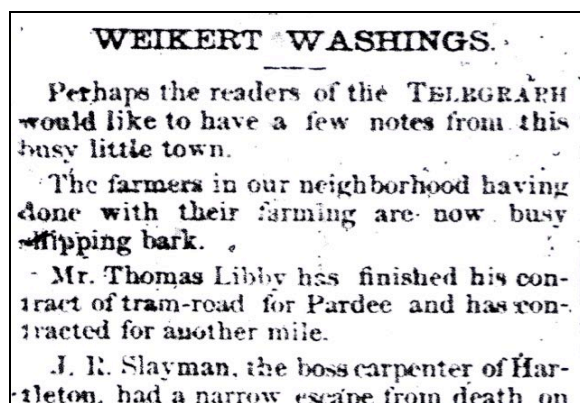 WEIKERT WASHINGS.
Perhaps the readers of the TELEGRAPH
would like to have a few notes from this
busy little town.
The farmers in our neighborhood having
done with their farming are now busy
shipping bark.
Mr. Thomas Libby has finished his con-
tract of tram-road for Pardee and has con-
tracted for another mile.
J. R. Slayman, the boss carpenter of Har-
tleton, had a narrow escape from death on